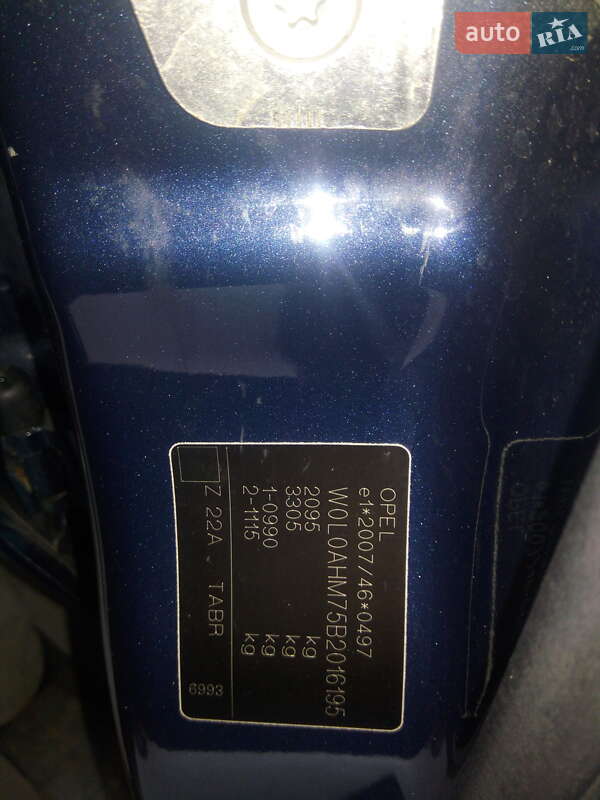 auto RIA
.com
OPEL
e1*2007/46*0497
W0L0AHM75B2016195
2095 kg
3305 kg
1-0990 kg
2-1115 kg
Z 22A TABR
6993